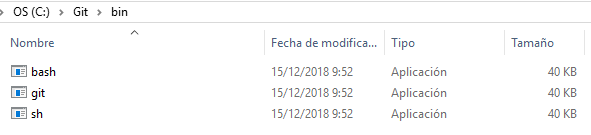 OS (C:) > Git > bin
Nombre Fecha de modifica... Tipo Tamaño
bash 15/12/2018 9:52 Aplicación 40 KB
git 15/12/2018 9:52 Aplicación 40 KB
sh 15/12/2018 9:52 Aplicación 40 KB